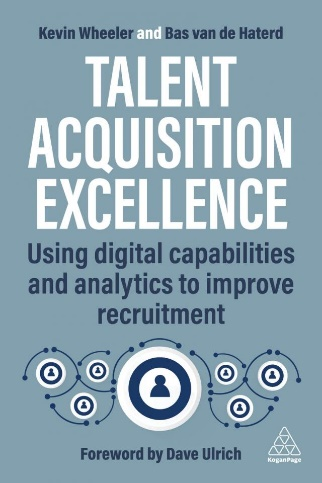 Kevin Wheeler and Bas van de Haterd
TALENT
ACQUISITION
EXCELLENCE
Using digital capabilities
and analytics to improve
recruitment
Foreword by Dave Ulrich
KoganPage